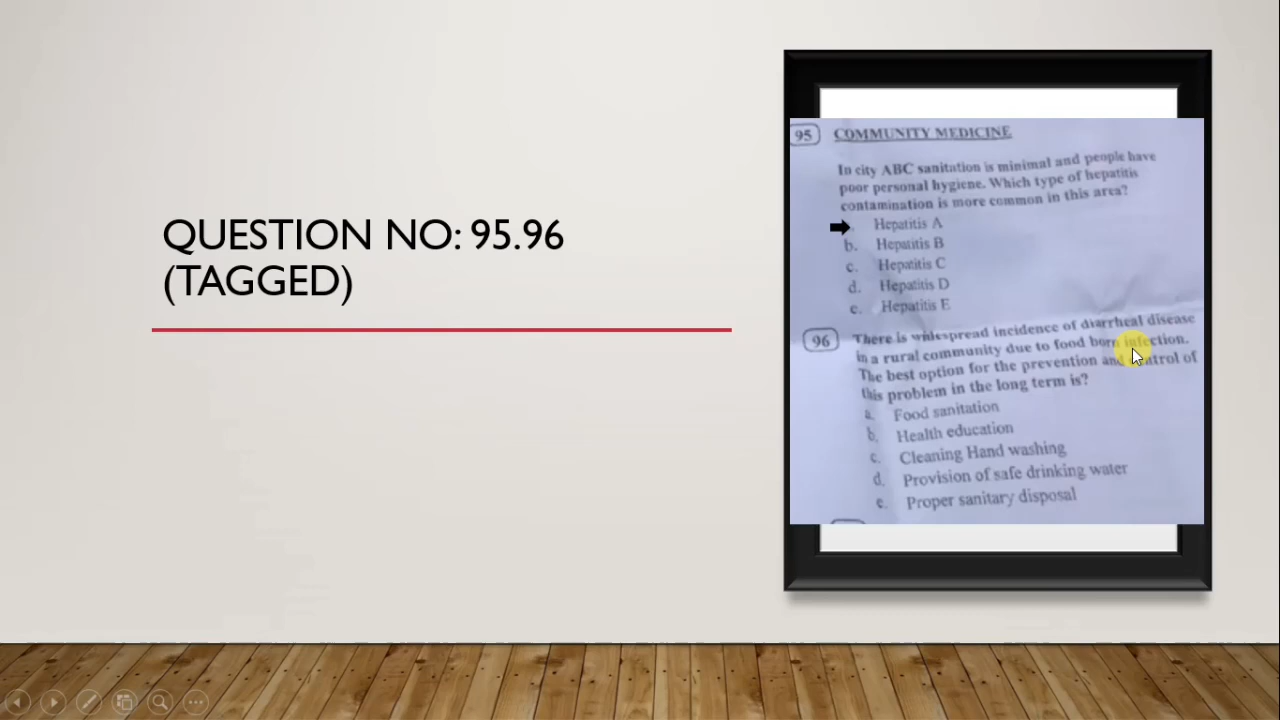 QUESTION NO: 95.96
(TAGGED)
95 COMMUNITY MEDICINE
In city ABC sanitation is minimal and people have
poor personal hygiene. Which type of hepatitis
contamination is more common in this area?
Hepatitis A
b. Hepatitis B
c. Hepatitis C
d. Hepatitis D
e. Hepatitis E
96 There is widespread incidence of diarrheal disease
in a rural community due to food born infection.
The best option for the prevention and control of
this problem in the long term is?
a. Food sanitation
b. Health education
c. Cleaning Hand washing
d. Provision of safe drinking water
e. Proper sanitary disposal